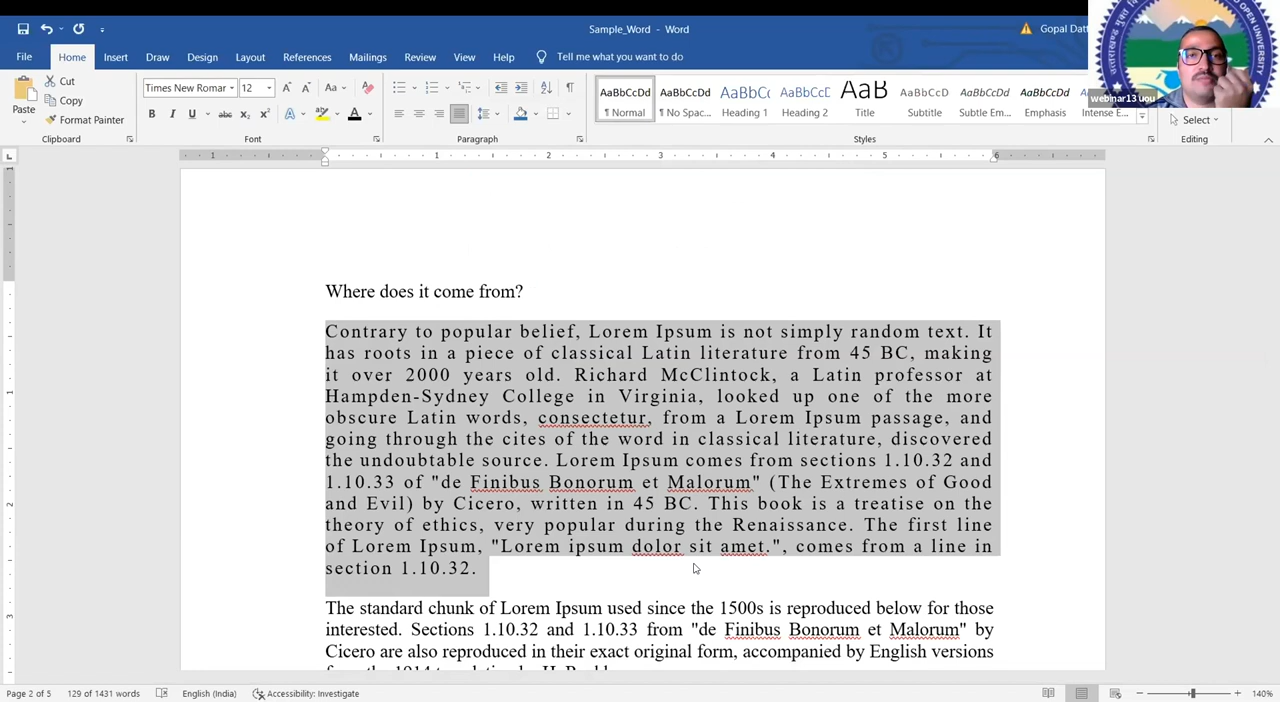 Sample_Word - Word
Gopal Datt
File Home Insert Draw Design Layout References Mailings Review View Help Tell me what you want to do
OPEN UNIVERSITY
webinar13 uou
Paste
Cut
Copy
Format Painter
Clipboard
Times New Romar 12
Font
Paragraph
AaBbCcDd AaBbCcDd AaBbC AaBbCcD AaB AaBbCcD AaBbCcDd AaBbCcDd AaBbCcDd
¶ Normal ¶ No Spac... Heading 1 Heading 2 Title Subtitle Subtle Em... Emphasis Intense E...
Styles
Select
Editing
Where does it come from?
Contrary to popular belief, Lorem Ipsum is not simply random text. It
has roots in a piece of classical Latin literature from 45 BC, making
it over 2000 years old. Richard McClintock, a Latin professor at
Hampden-Sydney College in Virginia, looked up one of the more
obscure Latin words, consectetur, from a Lorem Ipsum passage, and
going through the cites of the word in classical literature, discovered
the undoubtable source. Lorem Ipsum comes from sections 1.10.32 and
1.10.33 of "de Finibus Bonorum et Malorum" (The Extremes of Good
and Evil) by Cicero, written in 45 BC. This book is a treatise on the
theory of ethics, very popular during the Renaissance. The first line
of Lorem Ipsum, "Lorem ipsum dolor sit amet.", comes from a line in
section 1.10.32.
The standard chunk of Lorem Ipsum used since the 1500s is reproduced below for those
interested. Sections 1.10.32 and 1.10.33 from "de Finibus Bonorum et Malorum" by
Cicero are also reproduced in their exact original form, accompanied by English versions
Page 2 of 5 129 of 1431 words English (India) Accessibility: Investigate 140%